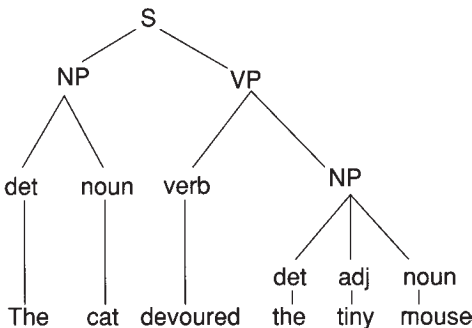 S
NP VP
det noun verb NP
det adj noun
The cat devoured the tiny mouse